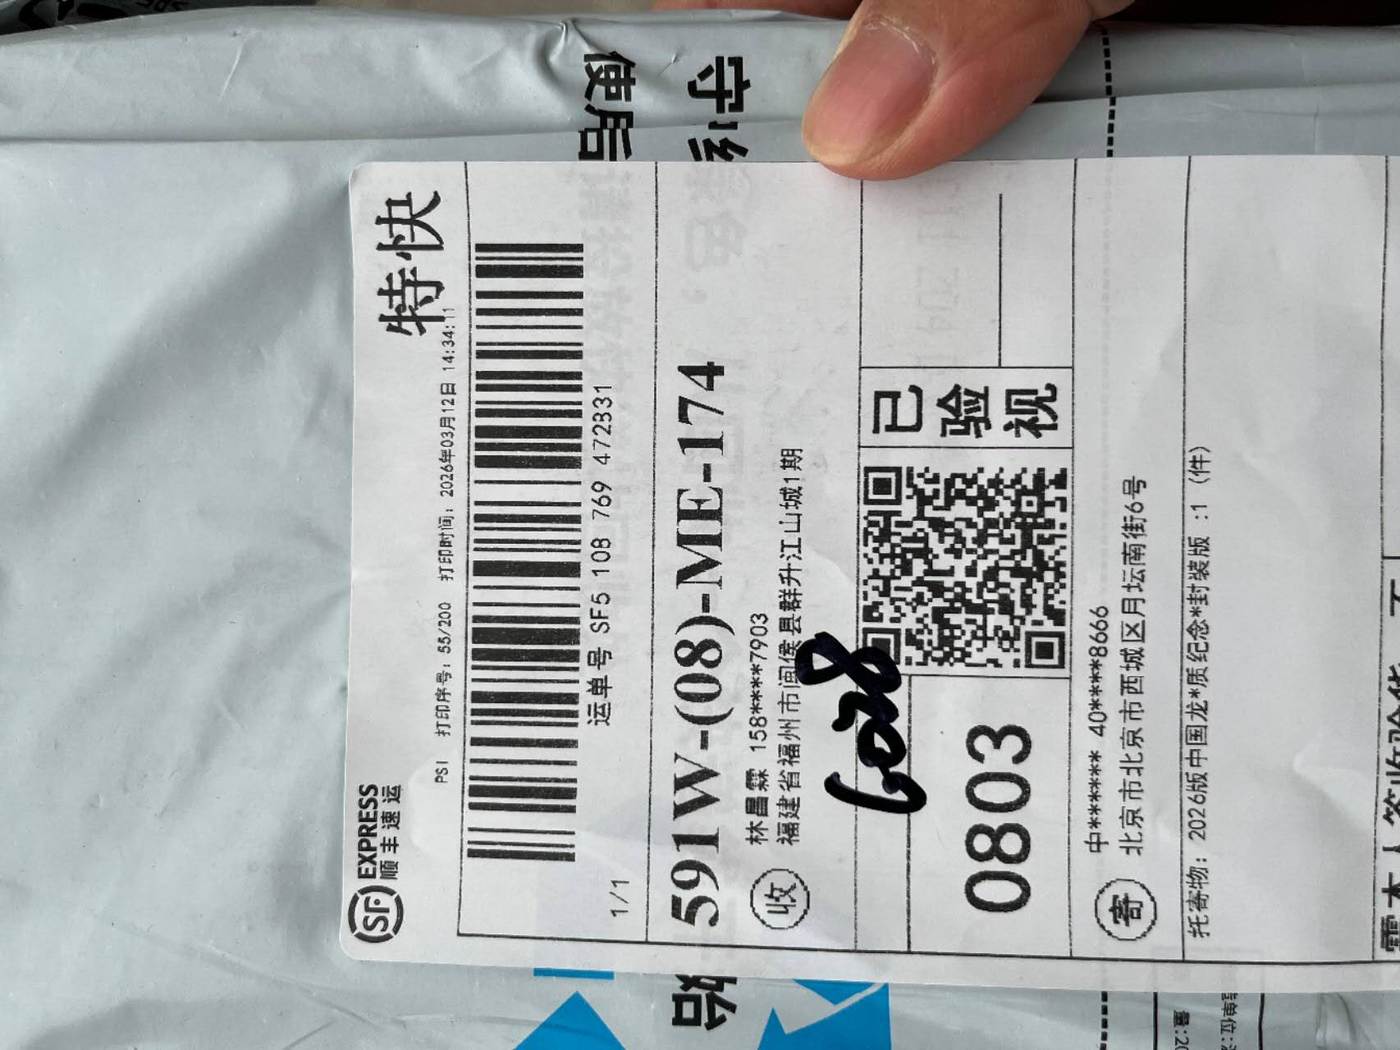 SF EXPRESS
顺丰速运
特快
PSI 打印序号: 55/200 打印时间: 2026年03月12日 14:34:11
运单号 SF5 108 769 472831
1/1
591W-(08)-ME-174
收 林昌霖 158****7903
福建省福州市闽侯县群升江山城1期
6028
0803
已验视
寄 中****** 40****8666
北京市北京市西城区月坛南街6号
托寄物: 2026版中国龙*质纪念*封装版 :1 (件)